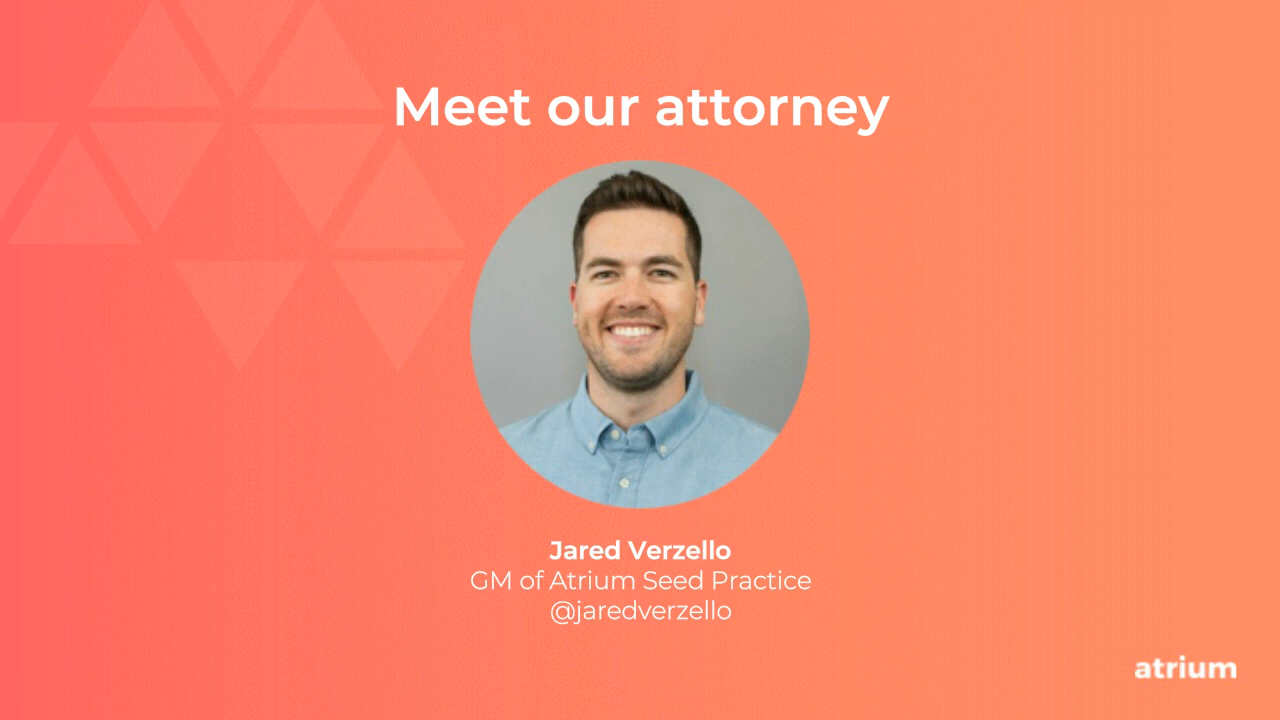 Meet our attorney
Jared Verzello
GM of Atrium Seed Practice
@jaredverzello
atrium